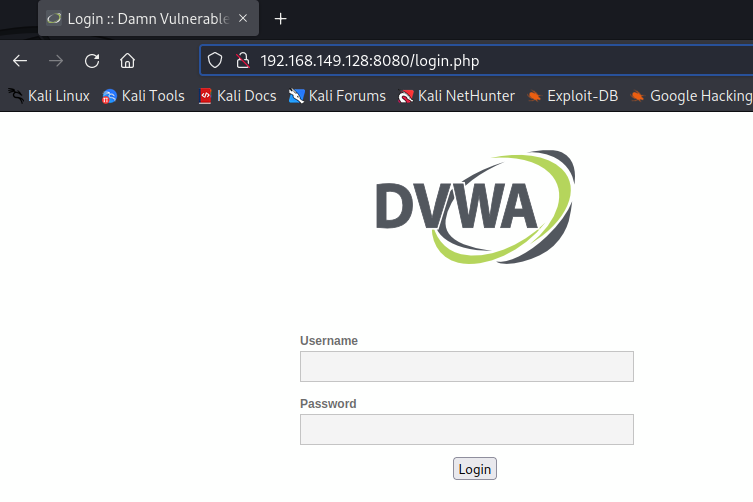 Login :: Damn Vulnerable
192.168.149.128:8080/login.php
Kali Linux Kali Tools Kali Docs Kali Forums Kali NetHunter Exploit-DB Google Hacking
DVWA
Username
Password
Login